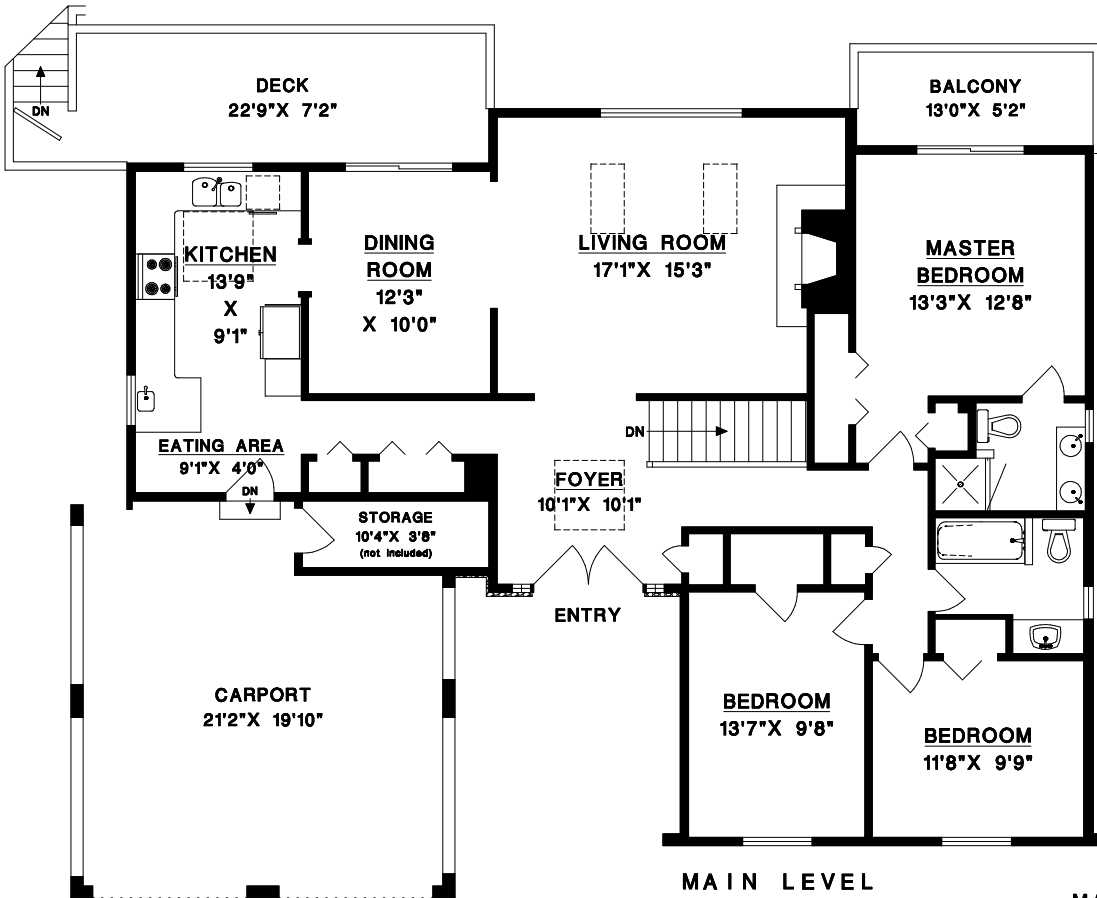 DECK
22'9"X 7'2"
DN
BALCONY
13'0"X 5'2"
KITCHEN
13'9"
X
9'1"
DINING
ROOM
12'3"
X 10'0"
LIVING ROOM
17'1"X 15'3"
MASTER
BEDROOM
13'3"X 12'8"
EATING AREA
9'1"X 4'0"
DN
DN
FOYER
10'1"X 10'1"
STORAGE
10'4"X 3'8"
(not included)
ENTRY
CARPORT
21'2"X 19'10"
BEDROOM
13'7"X 9'8"
BEDROOM
11'8"X 9'9"
MAIN LEVEL